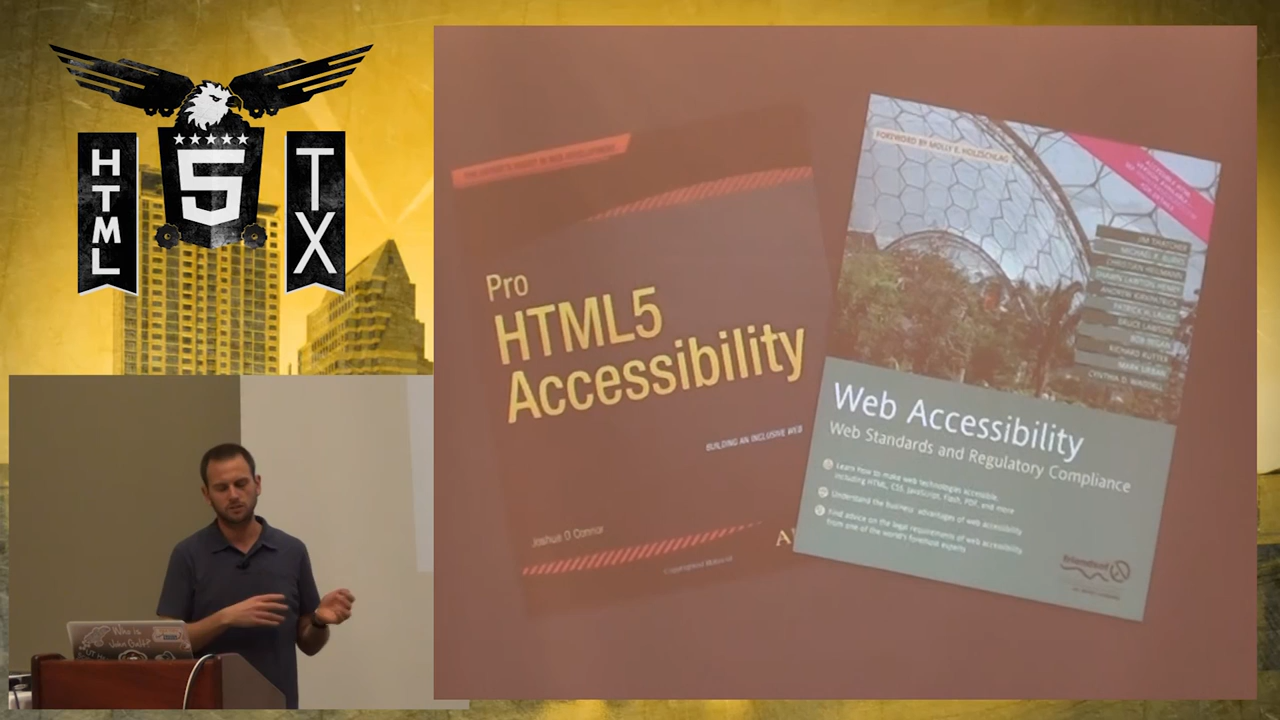 HTML
5
TX
Pro
HTML5
Accessibility
BUILDING AN INCLUSIVE WEB
Joshua O Connor
FOREWORD BY MOLLY E. HOLZSCHLAG
JIM THATCHER
MICHAEL R. BURKS
CHRISTIAN HEILMANN
SHAWN LAWTON HENRY
ANDREW KIRKPATRICK
PATRICK H. LAUKE
BRUCE LAWSON
BOB REGAN
RICHARD RUTTER
MARK URBAN
CYNTHIA D. WADDELL
Web Accessibility
Web Standards and Regulatory Compliance
Learn how to make web technologies accessible,
including HTML, CSS, JavaScript, Flash, PDF, and more
Understand the business advantages of web accessibility
Find advice on the legal requirements of web accessibility
from one of the world's foremost experts
friendsof
Who is
John Galt?